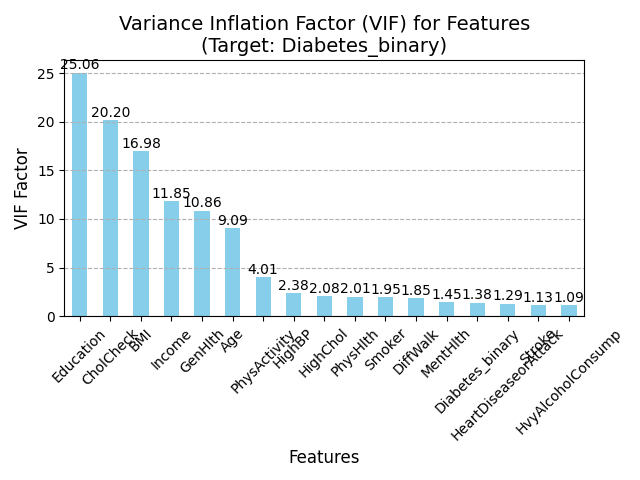 Variance Inflation Factor (VIF) for Features
(Target: Diabetes_binary)
VIF Factor
25
20
15
10
5
0
25.06
20.20
16.98
11.85
10.86
9.09
4.01
2.38
2.08
2.01
1.95
1.85
1.45
1.38
1.29
1.13
1.09
Education
CholCheck
BMI
Income
GenHlth
Age
PhysActivity
HighBP
HighChol
PhysHlth
Smoker
DiffWalk
MentHlth
Diabetes_binary
HeartDiseaseorAttack
Stroke
HvyAlcoholConsump
Features